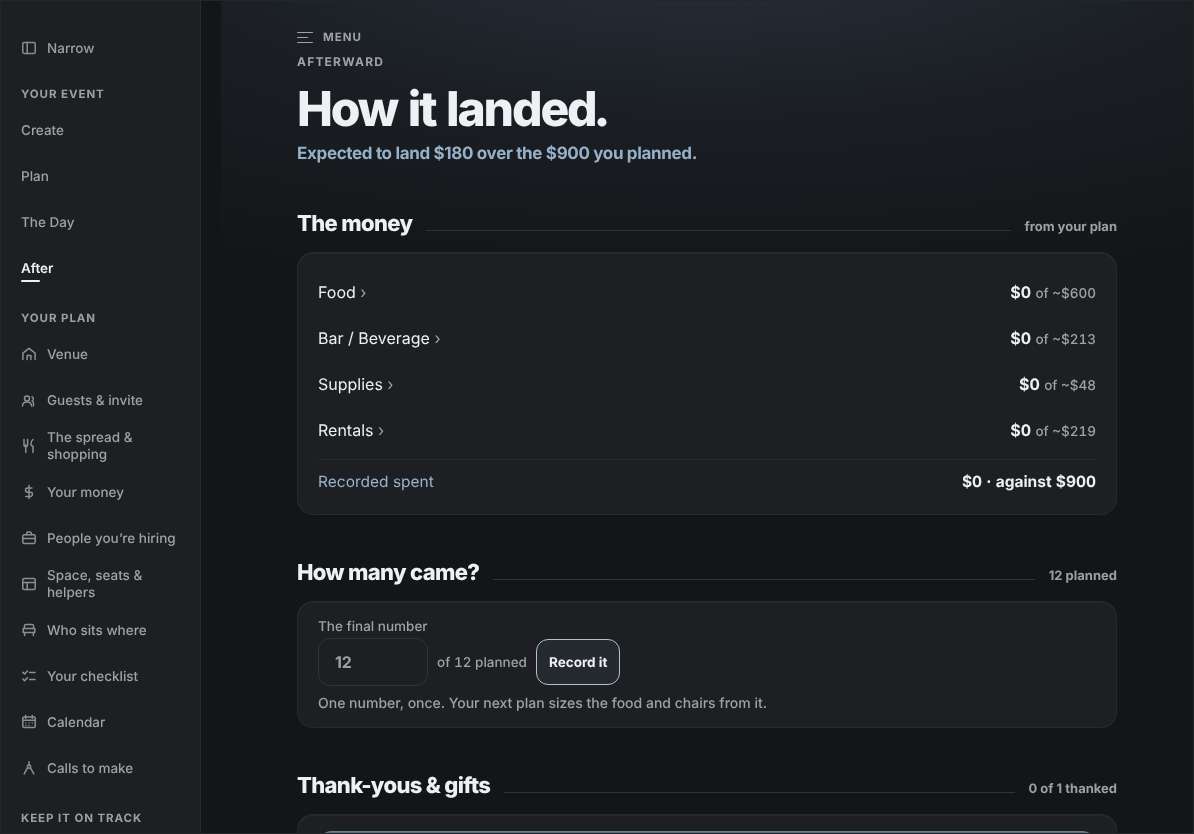 Narrow
YOUR EVENT
Create
Plan
The Day
After
YOUR PLAN
Venue
Guests & invite
The spread &
shopping
Your money
People you’re hiring
Space, seats &
helpers
Who sits where
Your checklist
Calendar
Calls to make
KEEP IT ON TRACK
MENU
AFTERWARD
How it landed.
Expected to land $180 over the $900 you planned.
The money
from your plan
Food ›
$0 of ~$600
Bar / Beverage ›
$0 of ~$213
Supplies ›
$0 of ~$48
Rentals ›
$0 of ~$219
Recorded spent
$0 · against $900
How many came?
12 planned
The final number
12
of 12 planned
Record it
One number, once. Your next plan sizes the food and chairs from it.
Thank-yous & gifts
0 of 1 thanked